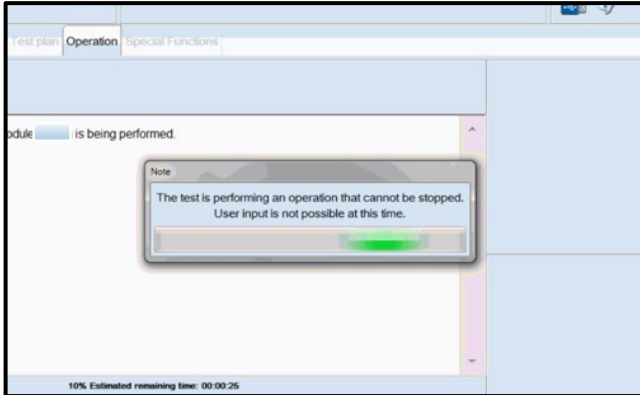 Test plan Operation Special Functions
odule is being performed.
Note
The test is performing an operation that cannot be stopped.
User input is not possible at this time.
10% Estimated remaining time: 00:00:25